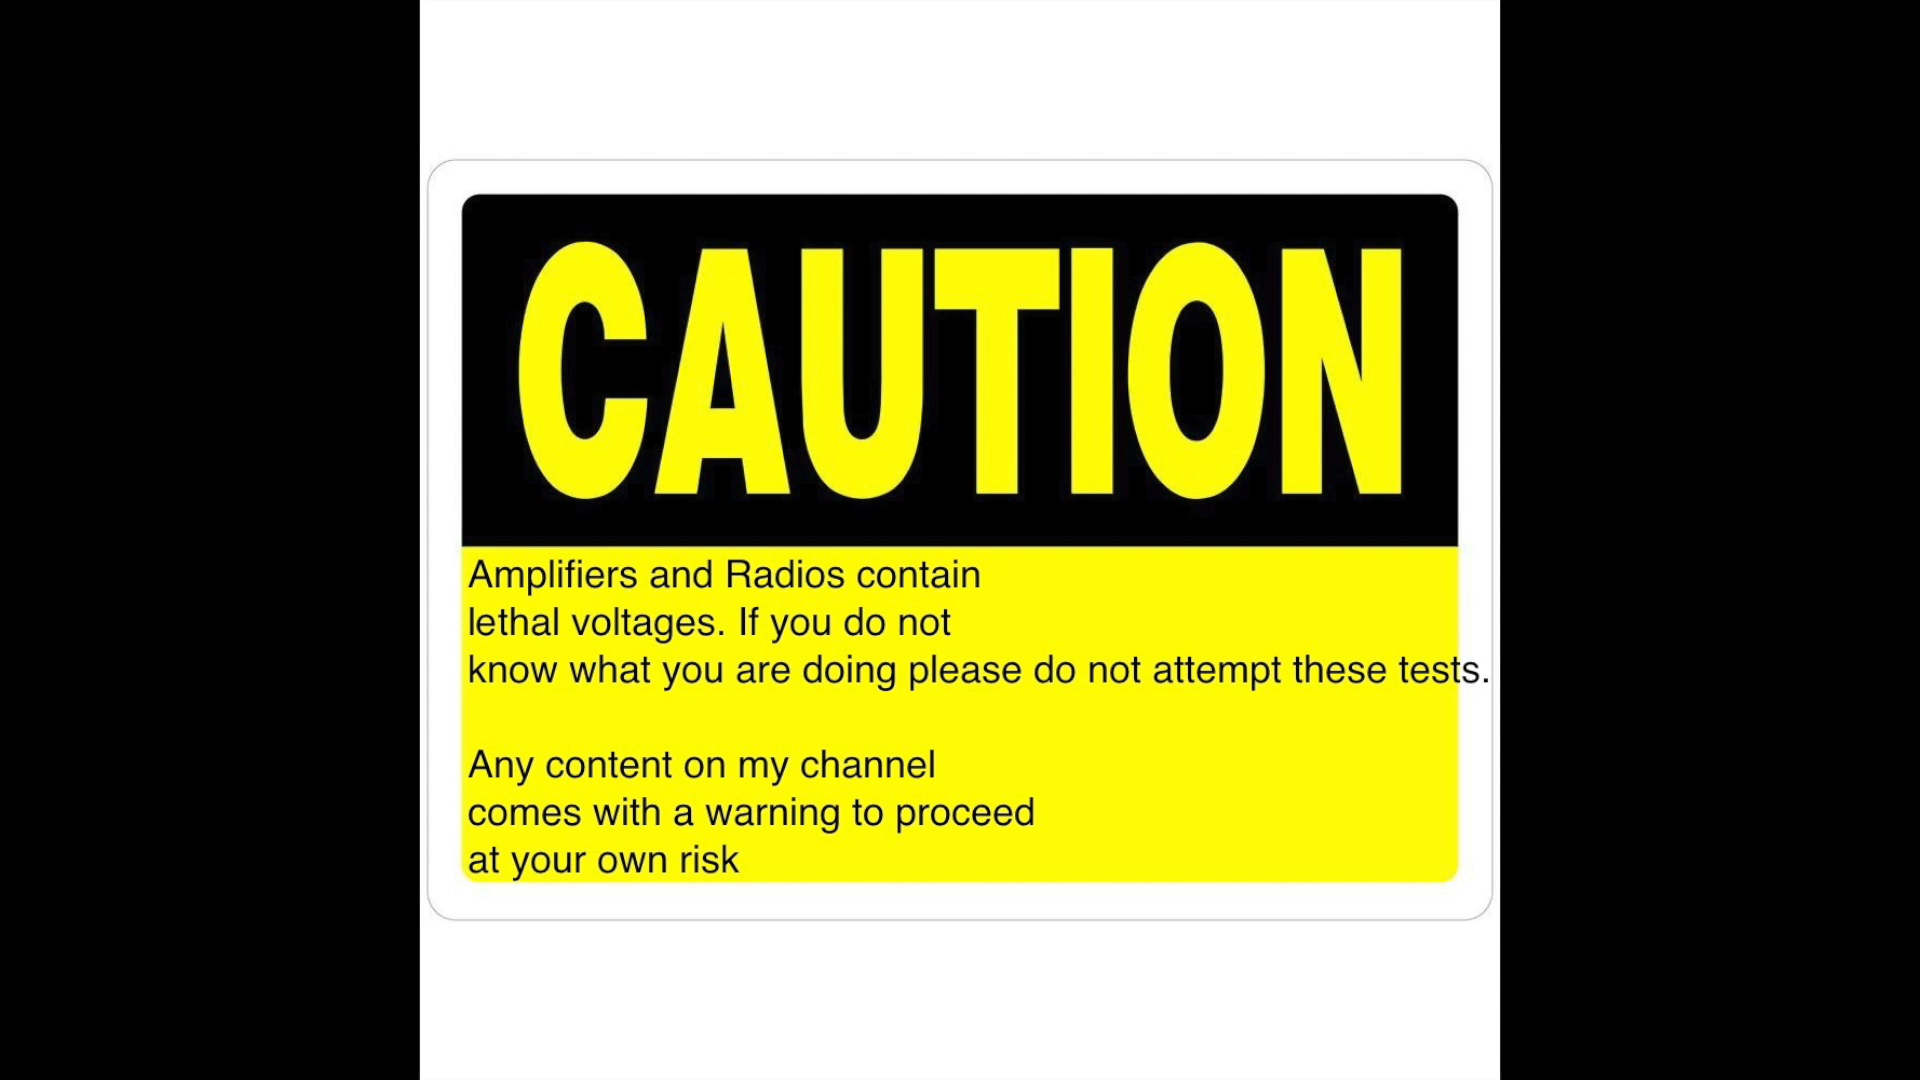 CAUTION
Amplifiers and Radios contain
lethal voltages. If you do not
know what you are doing please do not attempt these tests.
Any content on my channel
comes with a warning to proceed
at your own risk